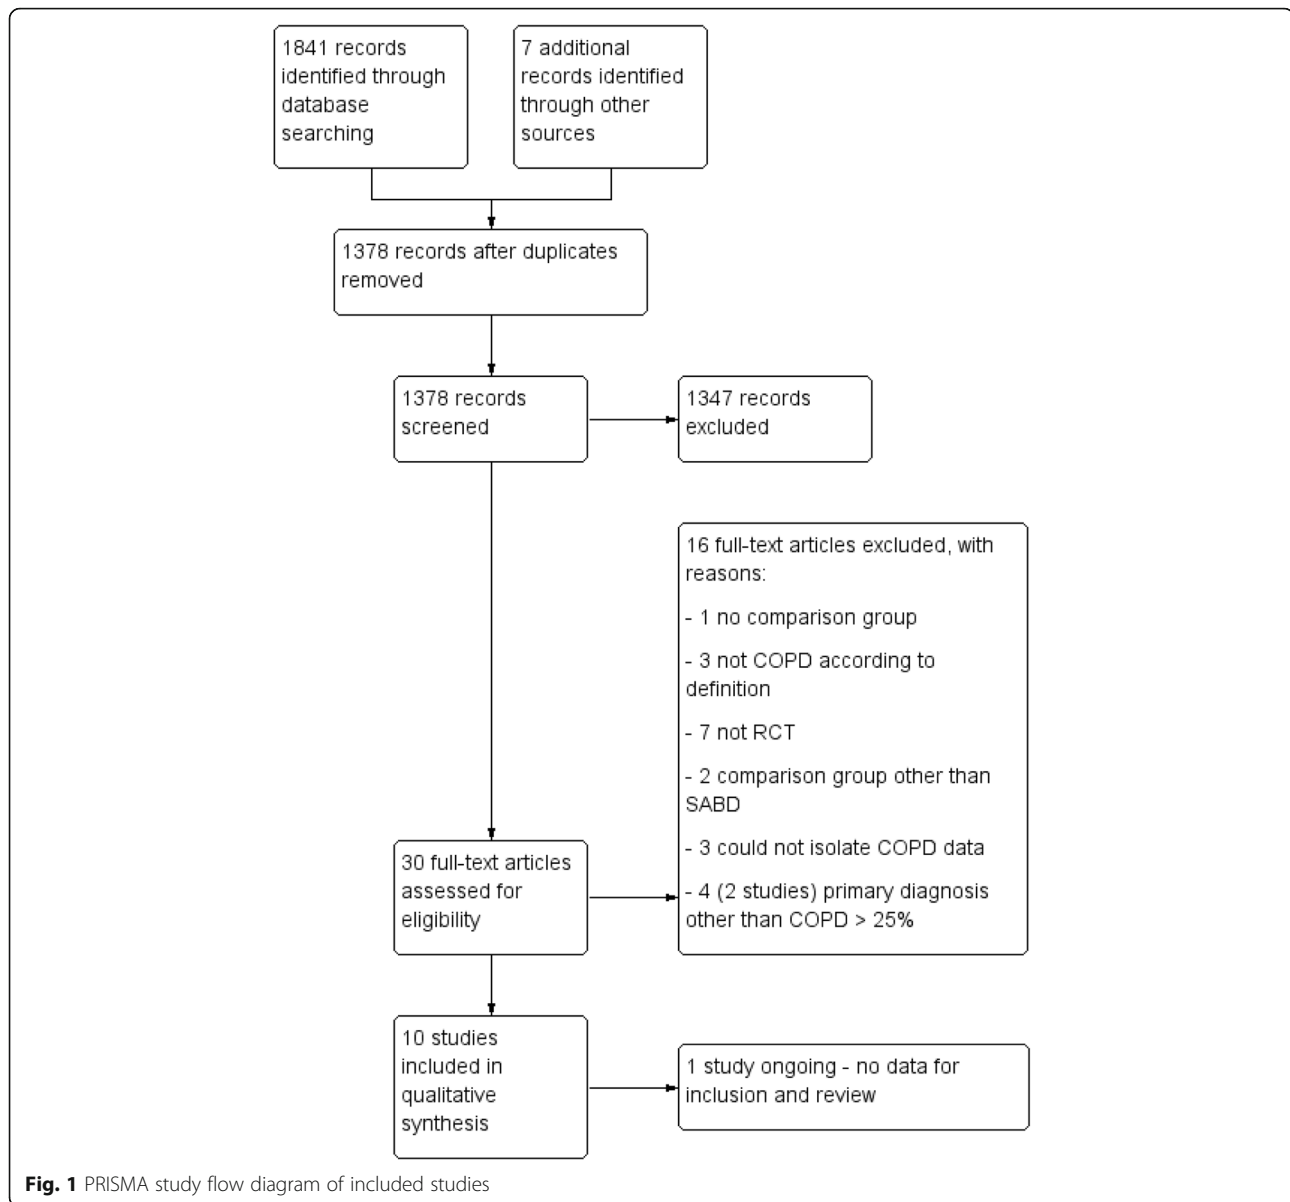 1841 records
identified through
database
searching
7 additional
records identified
through other
sources
1378 records after duplicates
removed
1378 records
screened
1347 records
excluded
16 full-text articles excluded, with
reasons:
- 1 no comparison group
- 3 not COPD according to
definition
- 7 not RCT
- 2 comparison group other than
SABD
- 3 could not isolate COPD data
- 4 (2 studies) primary diagnosis
other than COPD > 25%
30 full-text articles
assessed for
eligibility
10 studies
included in
qualitative
synthesis
1 study ongoing - no data for
inclusion and review
Fig. 1 PRISMA study flow diagram of included studies